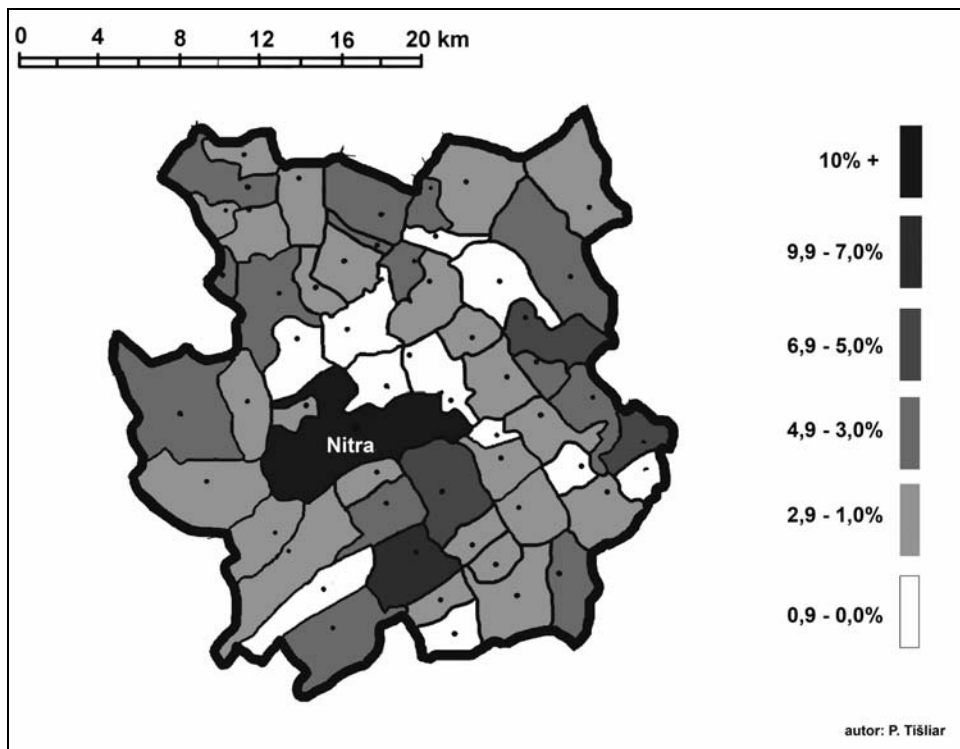 0 4 8 12 16 20 km
10% +
9,9 - 7,0%
6,9 - 5,0%
4,9 - 3,0%
2,9 - 1,0%
0,9 - 0,0%
Nitra
autor: P. Tišliar